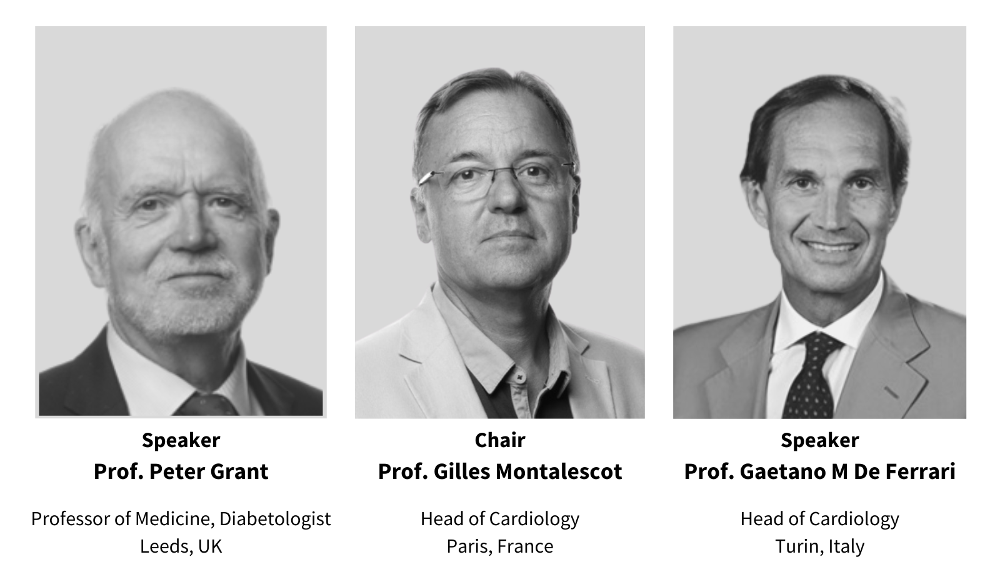 Speaker
Prof. Peter Grant
Professor of Medicine, Diabetologist
Leeds, UK
Chair
Prof. Gilles Montalescot
Head of Cardiology
Paris, France
Speaker
Prof. Gaetano M De Ferrari
Head of Cardiology
Turin, Italy